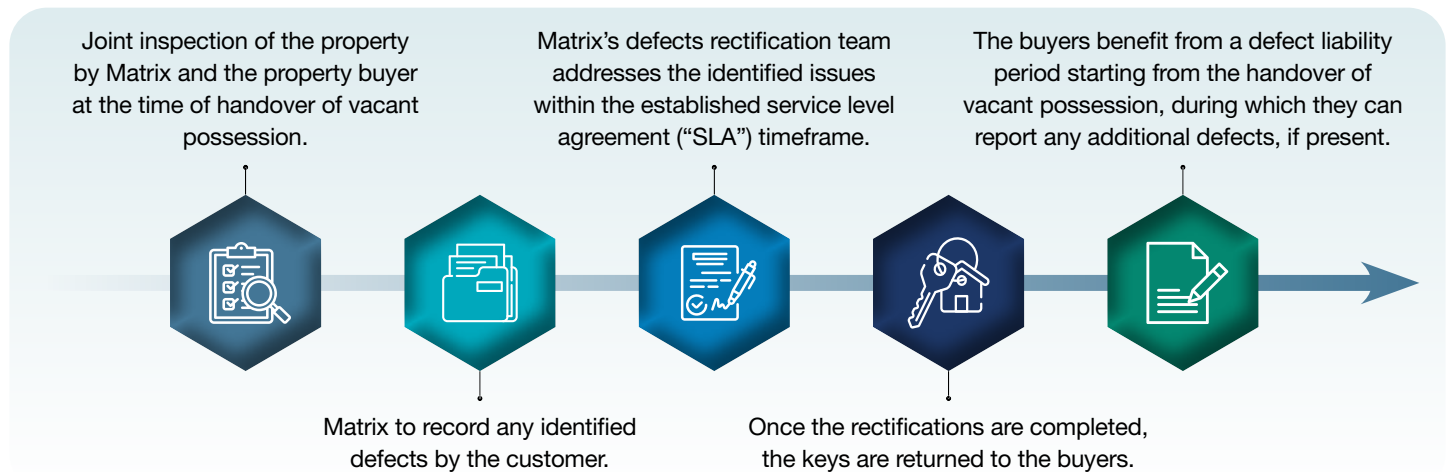 Joint inspection of the property
by Matrix and the property buyer
at the time of handover of vacant
possession.
Matrix to record any identified
defects by the customer.
Matrix’s defects rectification team
addresses the identified issues
within the established service level
agreement (“SLA”) timeframe.
Once the rectifications are completed,
the keys are returned to the buyers.
The buyers benefit from a defect liability
period starting from the handover of
vacant possession, during which they can
report any additional defects, if present.